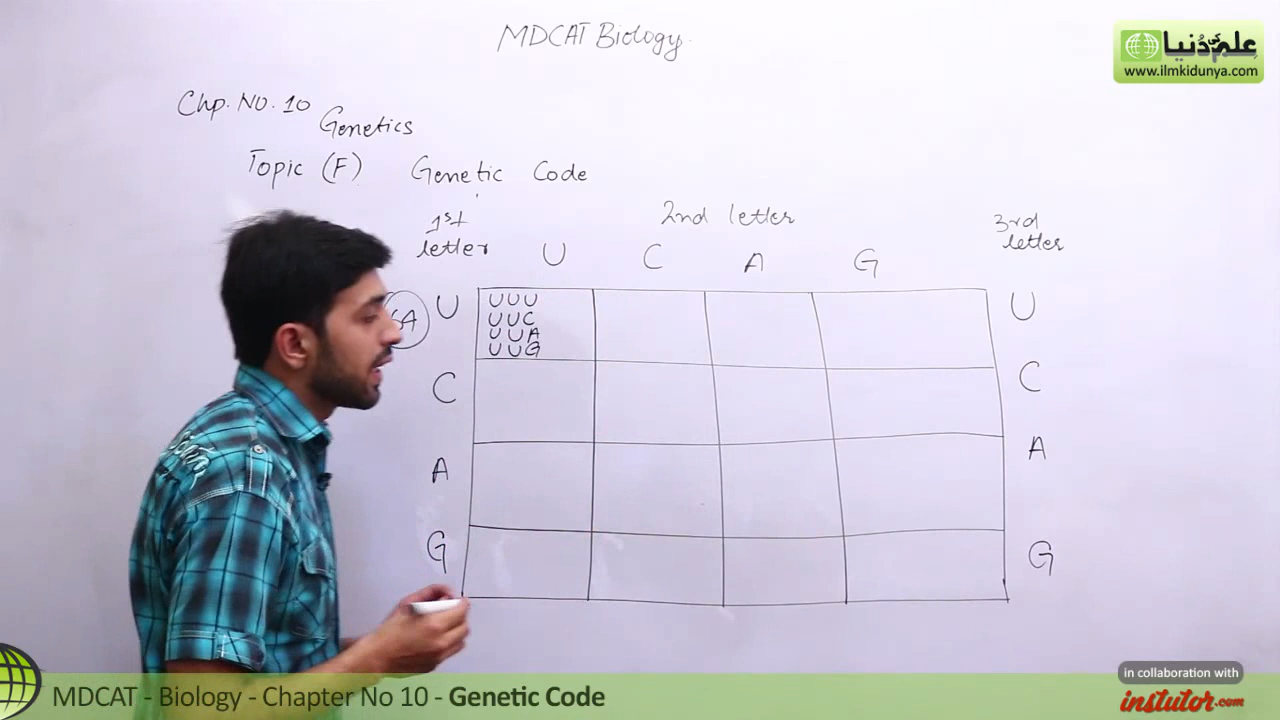 MDCAT Biology
علم کی دُنیا
www.ilmkidunya.com
Chp. No. 10
Genetics
Topic (F) Genetic Code
1st letter
2nd letter
3rd letter
U C A G
U
UUU
UUC
UUA
UUG
U
C
C
A
A
G
G
MDCAT - Biology - Chapter No 10 - Genetic Code
in collaboration with
instutor.com